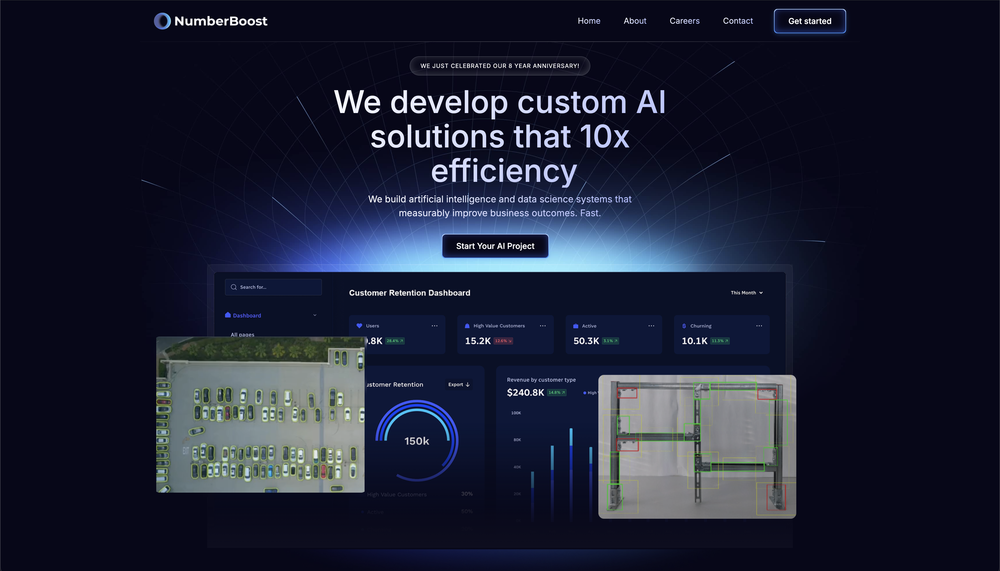 NumberBoost
Home
About
Careers
Contact
Get started
WE JUST CELEBRATED OUR 8 YEAR ANNIVERSARY!
We develop custom AI
solutions that 10x
efficiency
We build artificial intelligence and data science systems that
measurably improve business outcomes. Fast.
Start Your AI Project
Search for...
Customer Retention Dashboard
This Month
Dashboard
All pages
Users
.8K 28.4%
High Value Customers
15.2K 12.6%
Active
50.3K 3.1%
Churning
10.1K 11.3%
ustomer Retention
Export
150k
High Value Customers 30%
Active 50%
Revenue by customer type
$240.8K 14.8%
High
100K
80K
40K
20K